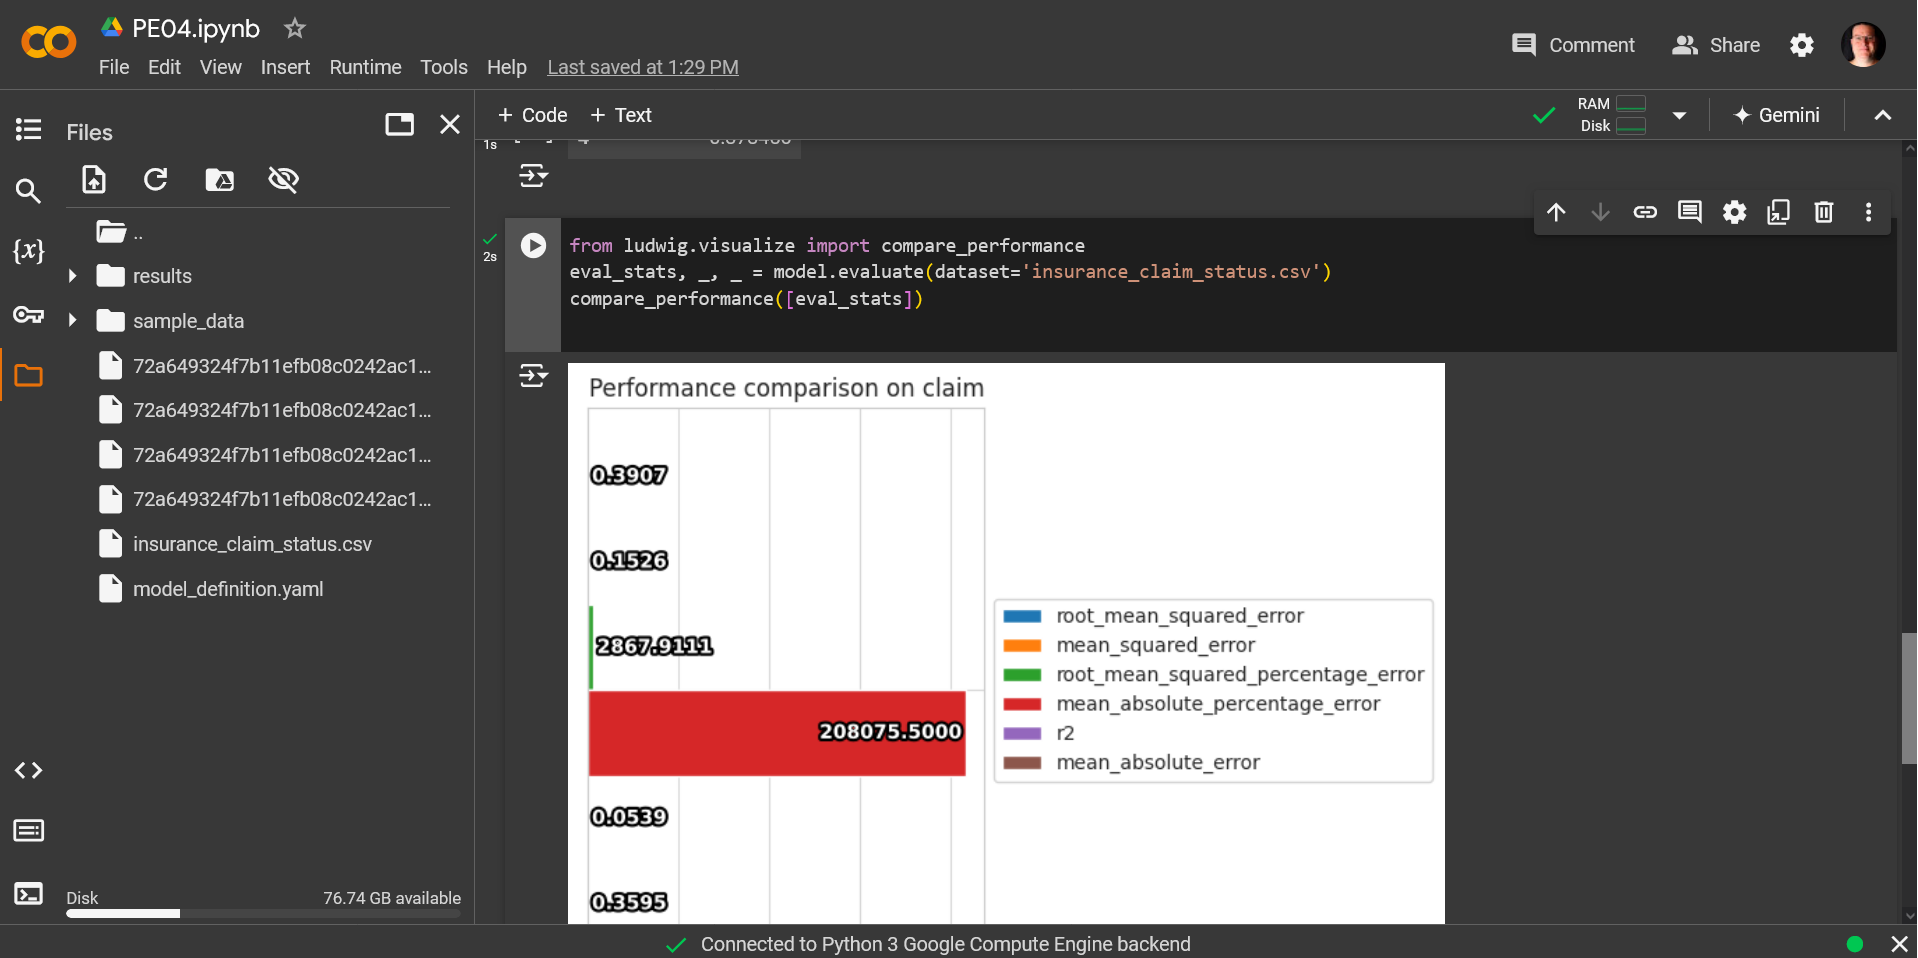 PE04.ipynb
File Edit View Insert Runtime Tools Help Last saved at 1:29 PM
Comment
Share
Files
+ Code + Text
RAM
Disk
Gemini
1s
..
results
sample_data
72a649324f7b11efb08c0242ac1...
72a649324f7b11efb08c0242ac1...
72a649324f7b11efb08c0242ac1...
72a649324f7b11efb08c0242ac1...
insurance_claim_status.csv
model_definition.yaml
Disk 76.74 GB available
{x}
2s
from ludwig.visualize import compare_performance
eval_stats, _, _ = model.evaluate(dataset='insurance_claim_status.csv')
compare_performance([eval_stats])
Performance comparison on claim
0.3907
0.1526
2867.9111
208075.5000
0.0539
0.3595
root_mean_squared_error
mean_squared_error
root_mean_squared_percentage_error
mean_absolute_percentage_error
r2
mean_absolute_error
Connected to Python 3 Google Compute Engine backend